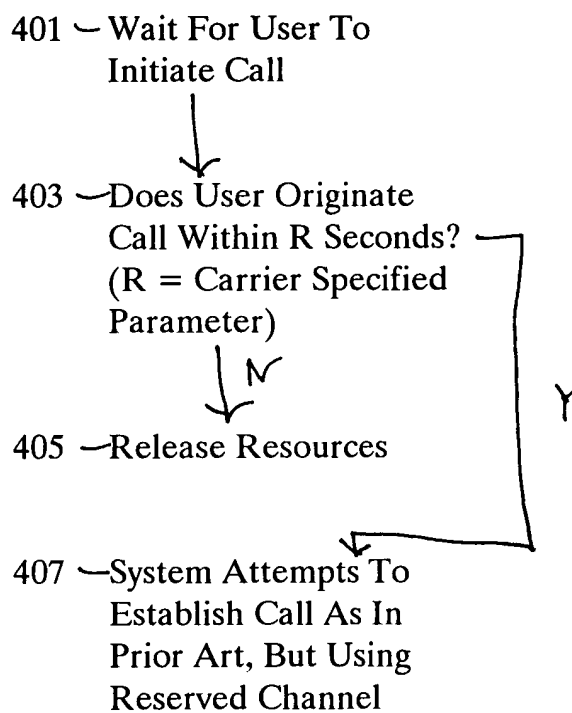 401 Wait For User To
Initiate Call
403 Does User Originate
Call Within R Seconds?
(R = Carrier Specified
Parameter)
N
Y
405 Release Resources
407 System Attempts To
Establish Call As In
Prior Art, But Using
Reserved Channel